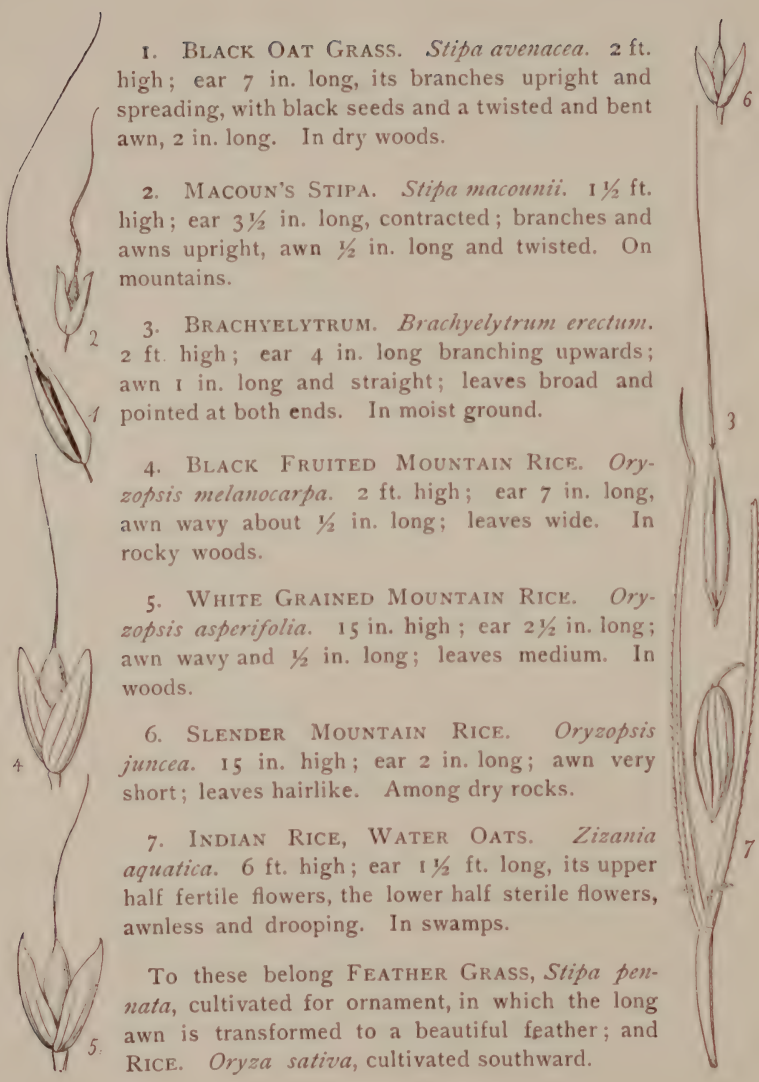 1. BLACK OAT GRASS. Stipa avenacea. 2 ft.
high; ear 7 in. long, its branches upright and
spreading, with black seeds and a twisted and bent
awn, 2 in. long. In dry woods.
2. MACOUN'S STIPA. Stipa macounii. 1½ ft.
high; ear 3½ in. long, contracted; branches and
awns upright, awn ½ in. long and twisted. On
mountains.
3. BRACHYELYTRUM. Brachyelytrum erectum.
2 ft. high; ear 4 in. long branching upwards;
awn 1 in. long and straight; leaves broad and
pointed at both ends. In moist ground.
4. BLACK FRUITED MOUNTAIN RICE. Ory-
zopsis melanocarpa. 2 ft. high; ear 7 in. long,
awn wavy about ½ in. long; leaves wide. In
rocky woods.
5. WHITE GRAINED MOUNTAIN RICE. Ory-
zopsis asperifolia. 15 in. high; ear 2½ in. long;
awn wavy and ½ in. long; leaves medium. In
woods.
6. SLENDER MOUNTAIN RICE. Oryzopsis
juncea. 15 in. high; ear 2 in. long; awn very
short; leaves hairlike. Among dry rocks.
7. INDIAN RICE, WATER OATS. Zizania
aquatica. 6 ft. high; ear 1½ ft. long, its upper
half fertile flowers, the lower half sterile flowers,
awnless and drooping. In swamps.
To these belong FEATHER GRASS, Stipa pen-
nata, cultivated for ornament, in which the long
awn is transformed to a beautiful feather; and
RICE. Oryza sativa, cultivated southward.
2
1
4
5
6
3
7